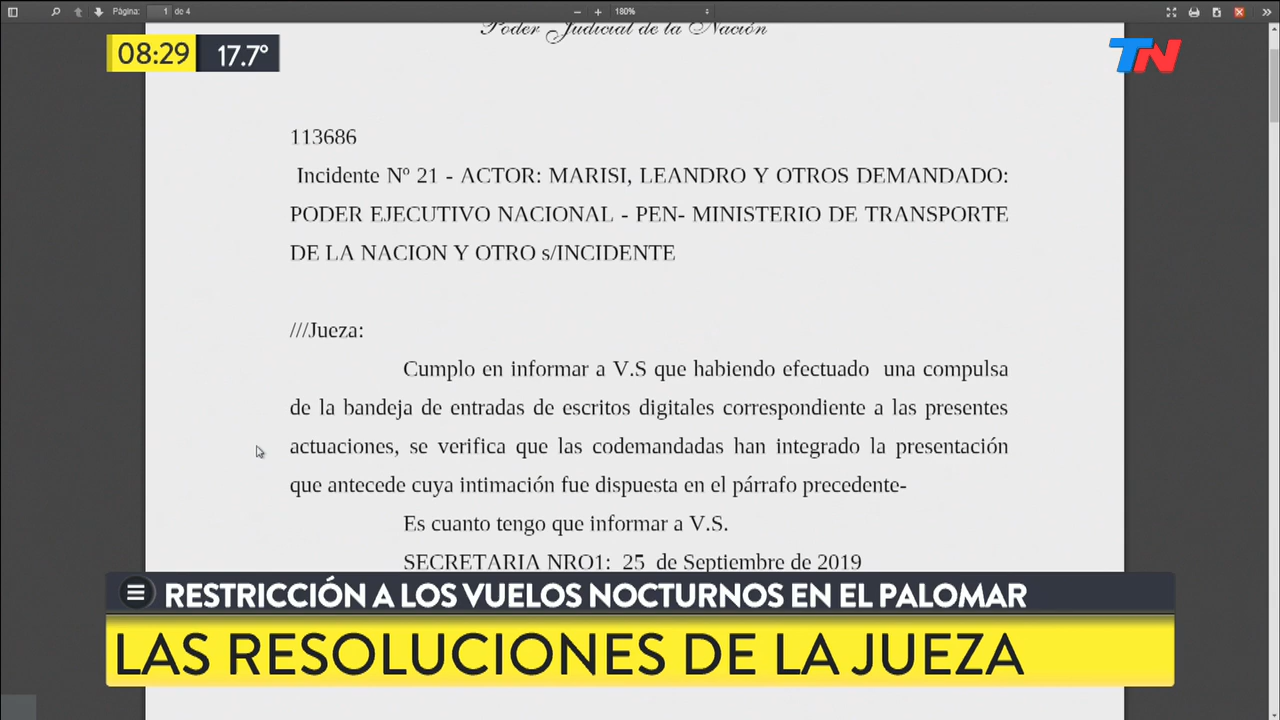 Página: 1 de 4 180%
Poder Judicial de la Nación
08:29 17.7°
TN
113686
Incidente Nº 21 - ACTOR: MARISI, LEANDRO Y OTROS DEMANDADO:
PODER EJECUTIVO NACIONAL - PEN- MINISTERIO DE TRANSPORTE
DE LA NACION Y OTRO s/INCIDENTE
///Jueza:
Cumplo en informar a V.S que habiendo efectuado una compulsa
de la bandeja de entradas de escritos digitales correspondiente a las presentes
actuaciones, se verifica que las codemandadas han integrado la presentación
que antecede cuya intimación fue dispuesta en el párrafo precedente-
Es cuanto tengo que informar a V.S.
SECRETARIA NRO1: 25 de Septiembre de 2019
RESTRICCIÓN A LOS VUELOS NOCTURNOS EN EL PALOMAR
LAS RESOLUCIONES DE LA JUEZA